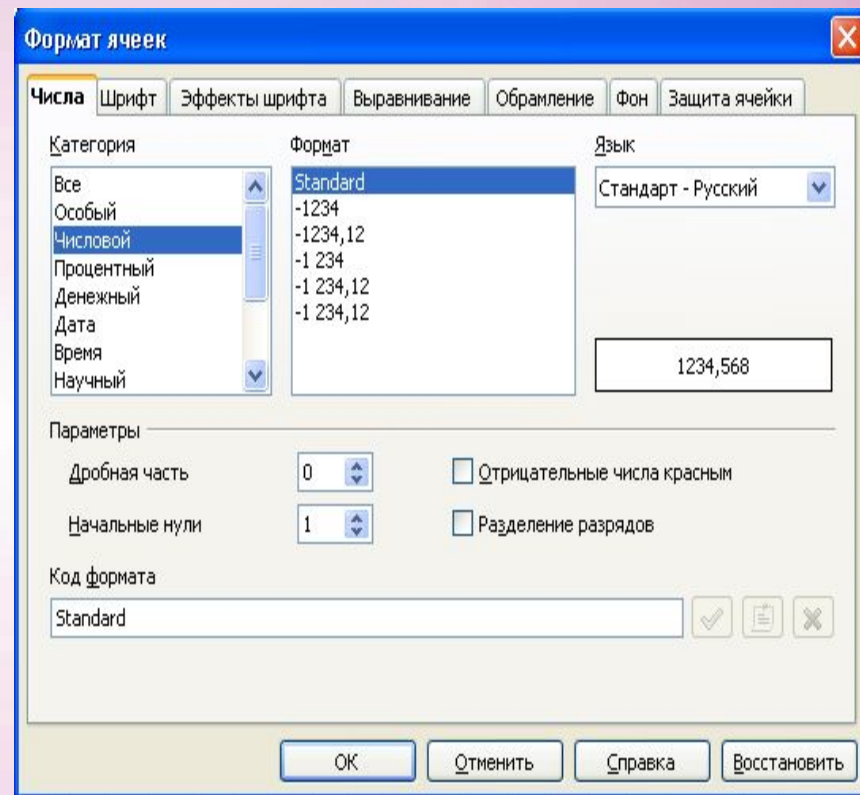 Формат ячеек
Числа Шрифт Эффекты шрифта Выравнивание Обрамление Фон Защита ячейки
Категория Формат Язык
Все
Особый
Числовой
Процентный
Денежный
Дата
Время
Научный
Standard
-1234
-1234,12
-1 234
-1 234,12
-1 234,12
Стандарт - Русский
1234,568
Параметры
Дробная часть 0 Отрицательные числа красным
Начальные нули 1 Разделение разрядов
Код формата
Standard
ОК Отменить Справка Восстановить